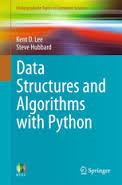 Undergraduate Topics in Computer Science
Kent D. Lee
Steve Hubbard
Data
Structures and
Algorithms
with Python
Springer